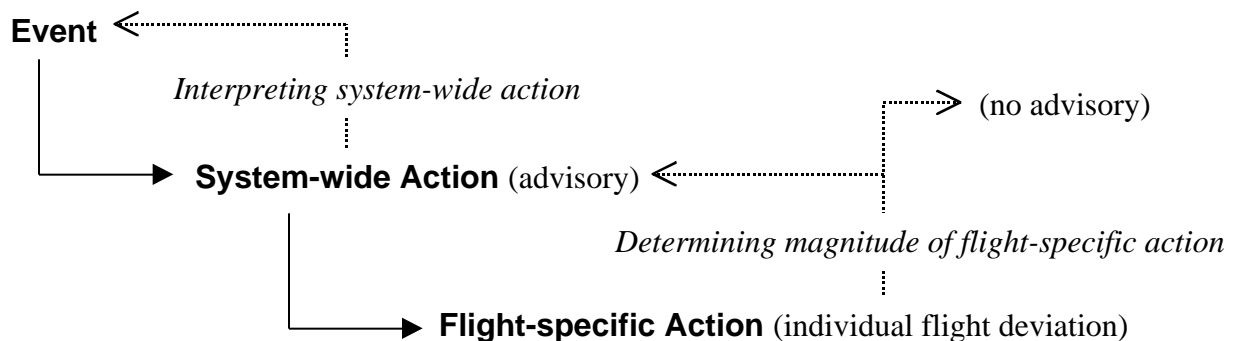 Event
Interpreting system-wide action
(no advisory)
System-wide Action (advisory)
Determining magnitude of flight-specific action
Flight-specific Action (individual flight deviation)